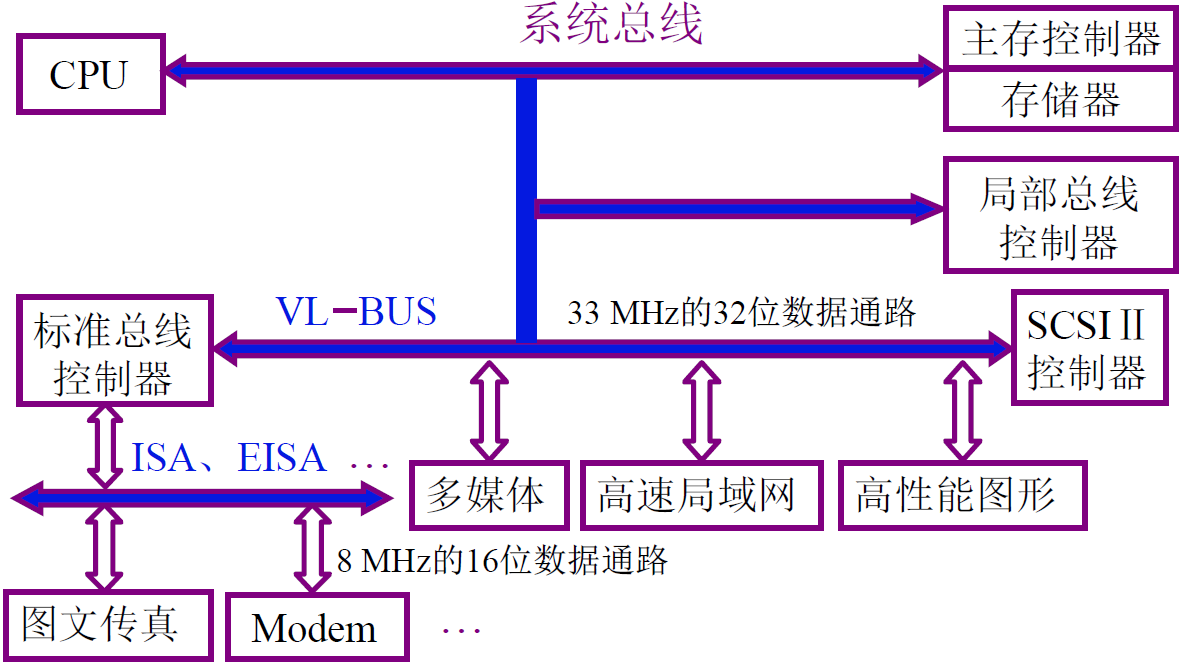 系统总线
CPU
主存控制器
存储器
局部总线
控制器
VL-BUS
33 MHz的32位数据通路
标准总线
控制器
SCSIⅡ
控制器
ISA、EISA …
多媒体
高速局域网
高性能图形
8 MHz的16位数据通路
图文传真
Modem
…